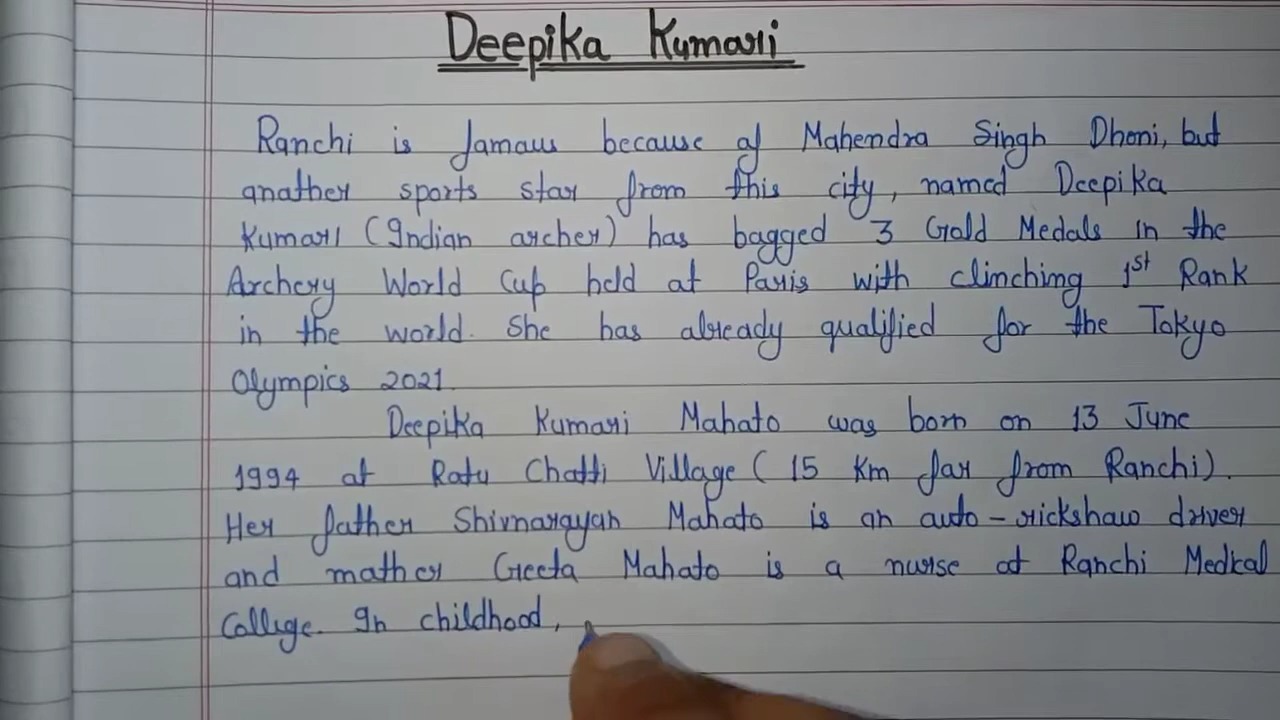 Deepika Kumari
Ranchi is famous because of Mahendra Singh Dhoni, but
another sports star from this city, named Deepika
Kumari (Indian archer) has bagged 3 Gold Medals in the
Archery World Cup held at Paris with clinching 1st Rank
in the world. She has already qualified for the Tokyo
Olympics 2021.
Deepika Kumari Mahato was born on 13 June
1994 at Ratu Chatti Village (15 Km far from Ranchi).
Her father Shivnarayan Mahato is an auto-rickshaw driver
and mother Geeta Mahato is a nurse at Ranchi Medical
College. In childhood,